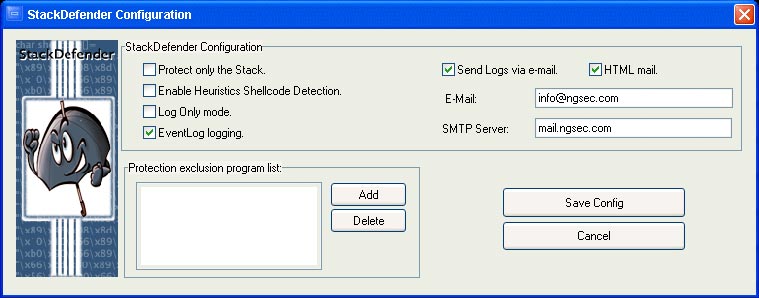 StackDefender Configuration
StackDefender
StackDefender Configuration
Protect only the Stack.
Enable Heuristics Shellcode Detection.
Log Only mode.
EventLog logging.
Send Logs via e-mail.
HTML mail.
E-Mail: info@ngsec.com
SMTP Server: mail.ngsec.com
Protection exclusion program list:
Add
Delete
Save Config
Cancel